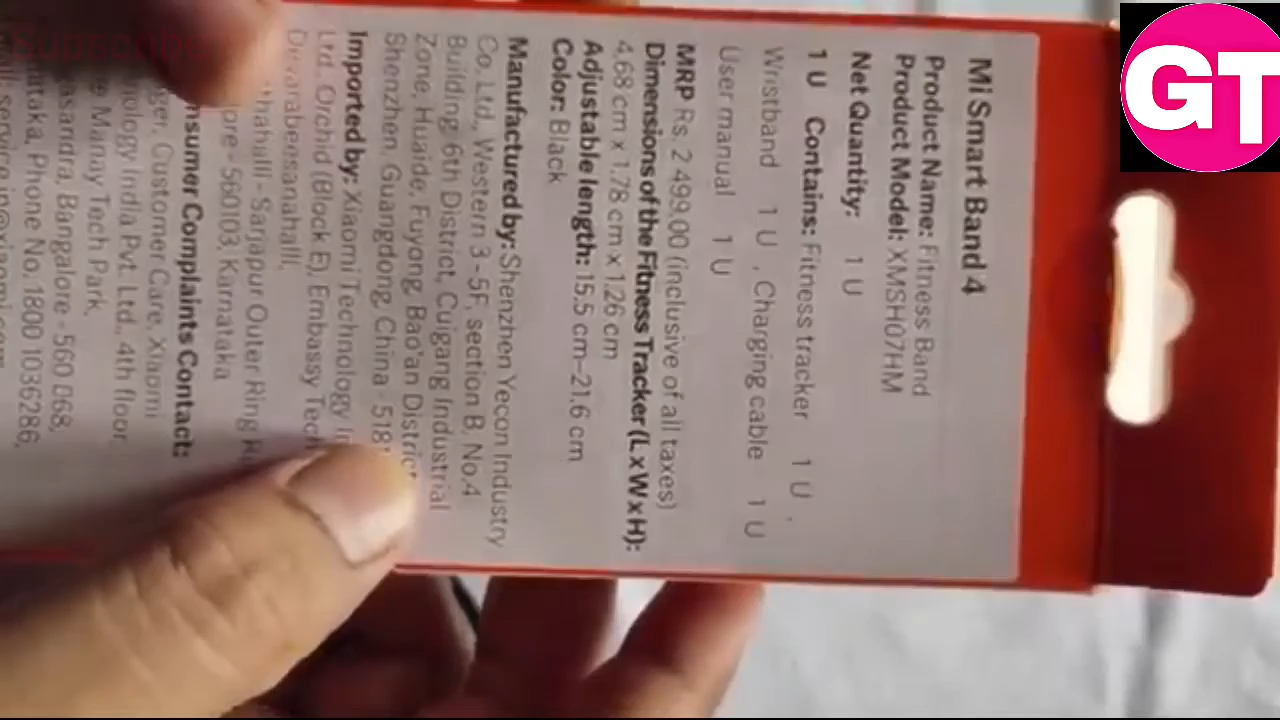 GT
Subscribe
Mi Smart Band 4
Product Name: Fitness Band
Product Model: XMSH07HM
Net Quantity: 1 U
1 U Contains: Fitness tracker 1 U ,
Wristband 1 U , Charging cable 1 U
User manual 1 U
MRP Rs. 2 499.00 (inclusive of all taxes)
Dimensions of the Fitness Tracker (L x W x H):
4.68 cm x 1.78 cm x 1.26 cm
Adjustable length: 15.5 cm–21.6 cm
Color: Black
Manufactured by: Shenzhen Yecon Industry
Co. Ltd., Western 3-5F, section B, No.4
Building, 6th District, Cuigang Industrial
Zone, Huaide, Fuyong, Bao'an District
Shenzhen, Guangdong, China - 518
Imported by: Xiaomi Technology
Ltd. Orchid (Block E), Embassy Tech
Devarabeesanahalli,
Sarjapur Outer Ring
- 560103, Karnataka
Complaints Contact:
Customer Care, Xiaomi
India Pvt. Ltd., 4th floor,
Manay Tech Park,
Bangalore - 560 068,
Phone No. 1800 1036286,